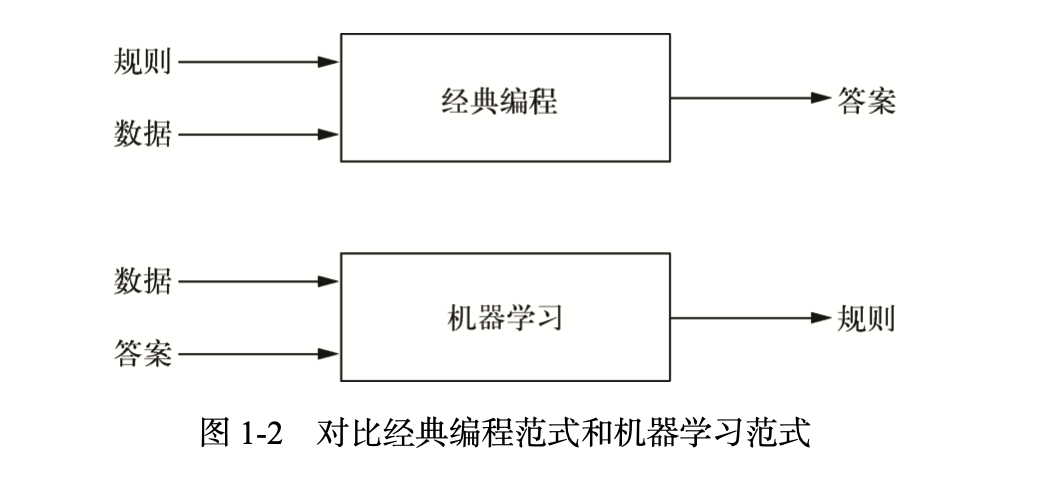 规则
数据
经典编程
答案
数据
答案
机器学习
规则
图 1-2 对比经典编程范式和机器学习范式